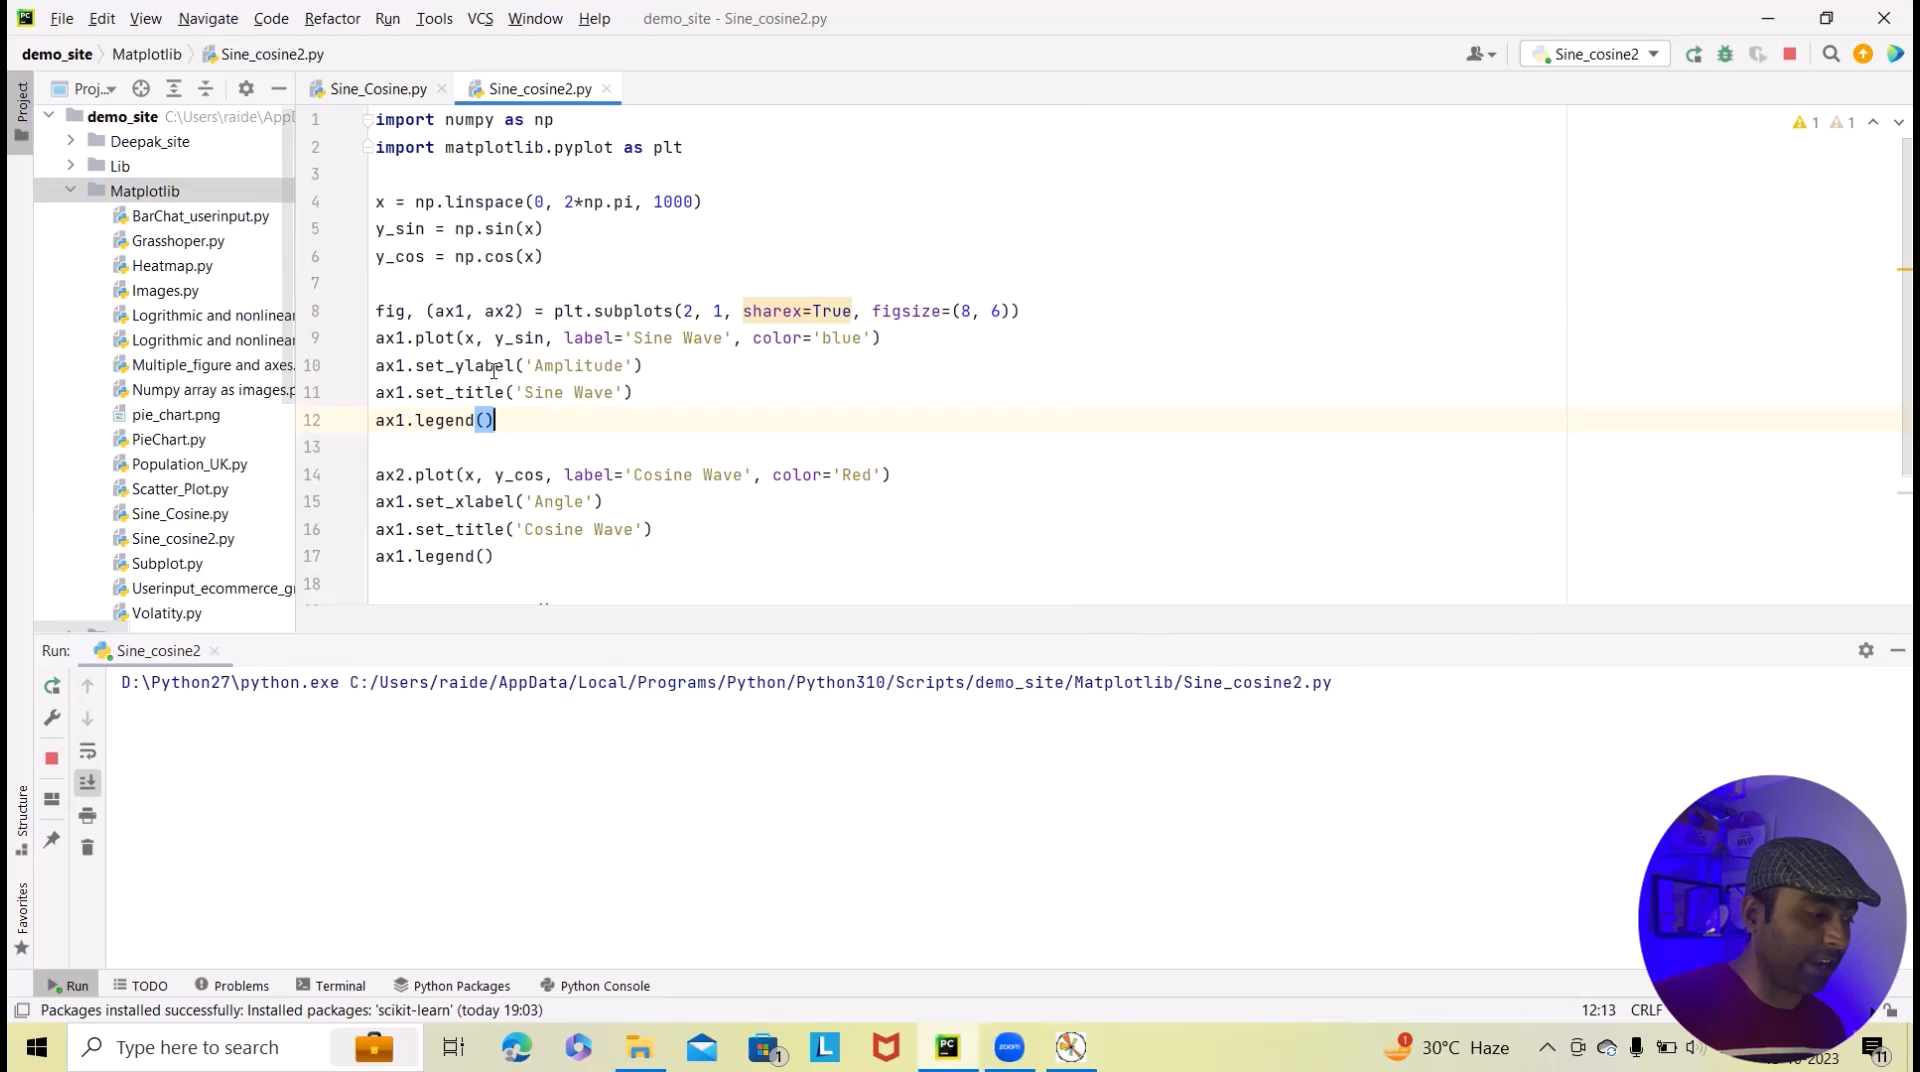 File Edit View Navigate Code Refactor Run Tools VCS Window Help demo_site - Sine_cosine2.py
demo_site Matplotlib Sine_cosine2.py
Sine_cosine2
Project
Proj...
Sine_Cosine.py
Sine_cosine2.py
demo_site C:\Users\raide\AppD
Deepak_site
Lib
Matplotlib
BarChat_userinput.py
Grasshoper.py
Heatmap.py
Images.py
Logrithmic and nonlinear
Logrithmic and nonlinear
Multiple_figure and axes.
Numpy array as images.p
pie_chart.png
PieChart.py
Population_UK.py
Scatter_Plot.py
Sine_Cosine.py
Sine_cosine2.py
Subplot.py
Userinput_ecommerce_gr
Volatity.py
1 import numpy as np
2 import matplotlib.pyplot as plt
3
4 x = np.linspace(0, 2*np.pi, 1000)
5 y_sin = np.sin(x)
6 y_cos = np.cos(x)
7
8 fig, (ax1, ax2) = plt.subplots(2, 1, sharex=True, figsize=(8, 6))
9 ax1.plot(x, y_sin, label='Sine Wave', color='blue')
10 ax1.set_ylabel('Amplitude')
11 ax1.set_title('Sine Wave')
12 ax1.legend()
13
14 ax2.plot(x, y_cos, label='Cosine Wave', color='Red')
15 ax1.set_xlabel('Angle')
16 ax1.set_title('Cosine Wave')
17 ax1.legend()
18
1 1
Run: Sine_cosine2
D:\Python27\python.exe C:/Users/raide/AppData/Local/Programs/Python/Python310/Scripts/demo_site/Matplotlib/Sine_cosine2.py
Structure
Favorites
MVP
Run TODO Problems Terminal Python Packages Python Console
Packages installed successfully: Installed packages: 'scikit-learn' (today 19:03)
12:13 CRLF
Type here to search
1
L
PC
zoom
1
30°C Haze
2023
11